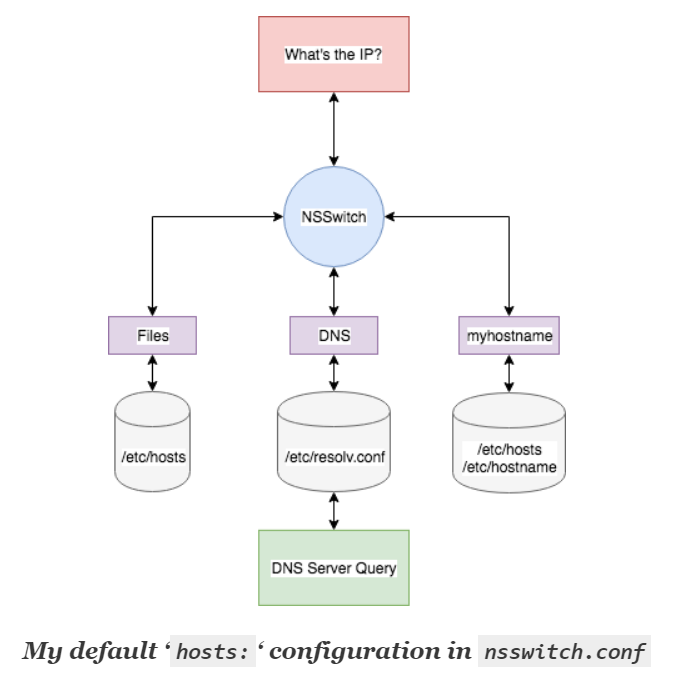 What's the IP?
NSSwitch
Files
DNS
myhostname
/etc/hosts
/etc/resolv.conf
/etc/hosts
/etc/hostname
DNS Server Query
My default ‘ hosts: ‘ configuration in nsswitch.conf